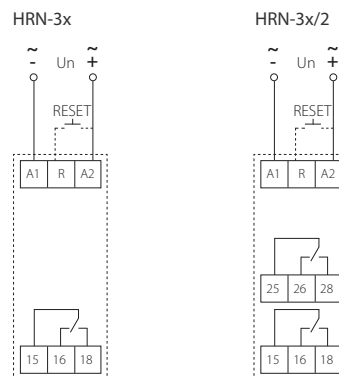 HRN-3x
HRN-3x/2
~ ~
- Un +
~ ~
- Un +
RESET
RESET
A1 R A2
A1 R A2
25 26 28
15 16 18
15 16 18